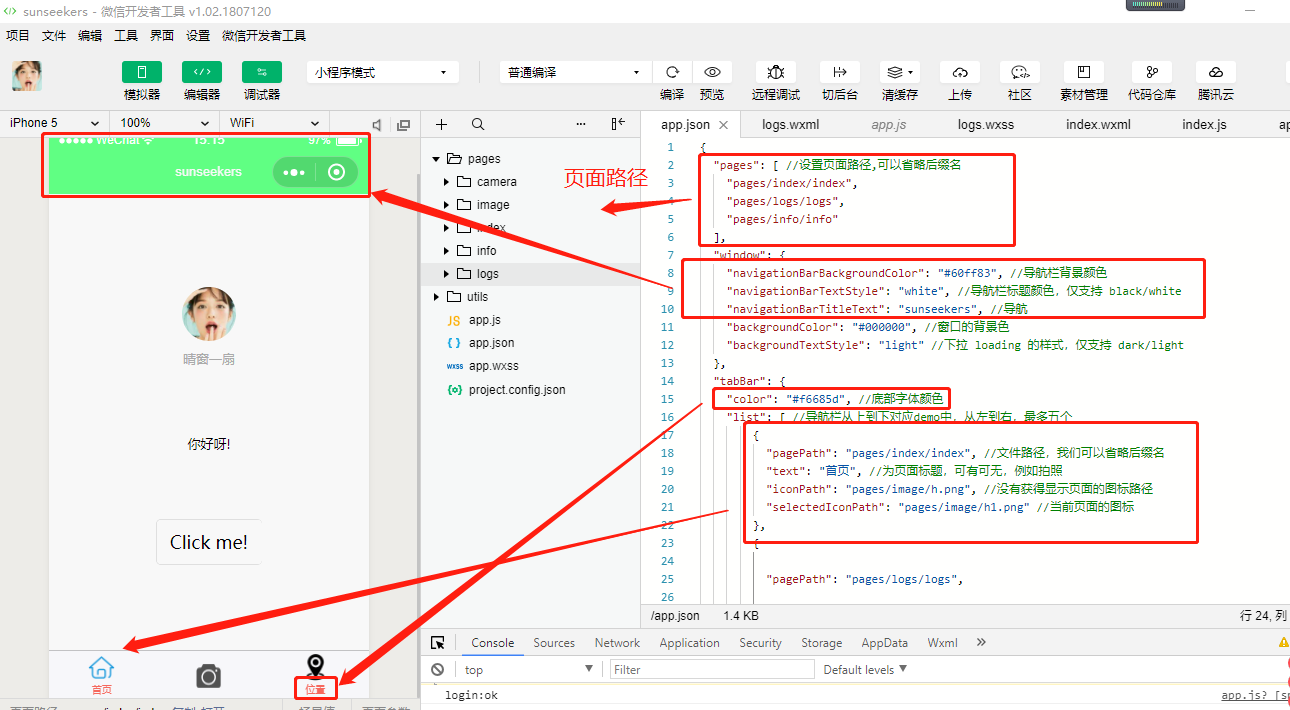 sunseekers - 微信开发者工具 v1.02.1807120
项目 文件 编辑 工具 界面 设置 微信开发者工具
小程序模式 普通编译
模拟器 编辑器 调试器 编译 预览 远程调试 切后台 清缓存 上传 社区 素材管理 代码仓库 腾讯云
iPhone 5 100% WiFi
WeChat 15:15 97%
sunseekers
晴窗一扇
你好呀!
Click me!
首页 位置
pages
camera
image
index
info
logs
utils
JS app.js
{ } app.json
wxss app.wxss
{o} project.config.json
页面路径
app.json logs.wxml app.js logs.wxss index.wxml index.js
1 {
2 "pages": [ //设置页面路径,可以省略后缀名
3 "pages/index/index",
4 "pages/logs/logs",
5 "pages/info/info"
6 ],
7 "window": {
8 "navigationBarBackgroundColor": "#60ff83", //导航栏背景颜色
9 "navigationBarTextStyle": "white", //导航栏标题颜色，仅支持 black/white
10 "navigationBarTitleText": "sunseekers", //导航
11 "backgroundColor": "#000000", //窗口的背景色
12 "backgroundTextStyle": "light" //下拉 loading 的样式，仅支持 dark/light
13 },
14 "tabBar": {
15 "color": "#f6685d", //底部字体颜色
16 "list": [ //导航栏从上到下对应demo中，从左到右，最多五个
17 {
18 "pagePath": "pages/index/index", //文件路径，我们可以省略后缀名
19 "text": "首页", //为页面标题，可有可无，例如拍照
20 "iconPath": "pages/image/h.png", //没有获得显示页面的图标路径
21 "selectedIconPath": "pages/image/h1.png" //当前页面的图标
22 },
23 {
24
25 "pagePath": "pages/logs/logs",
26
/app.json 1.4 KB 行 24, 列
Console Sources Network Application Security Storage AppData Wxml
top Filter Default levels
login:ok app.js?